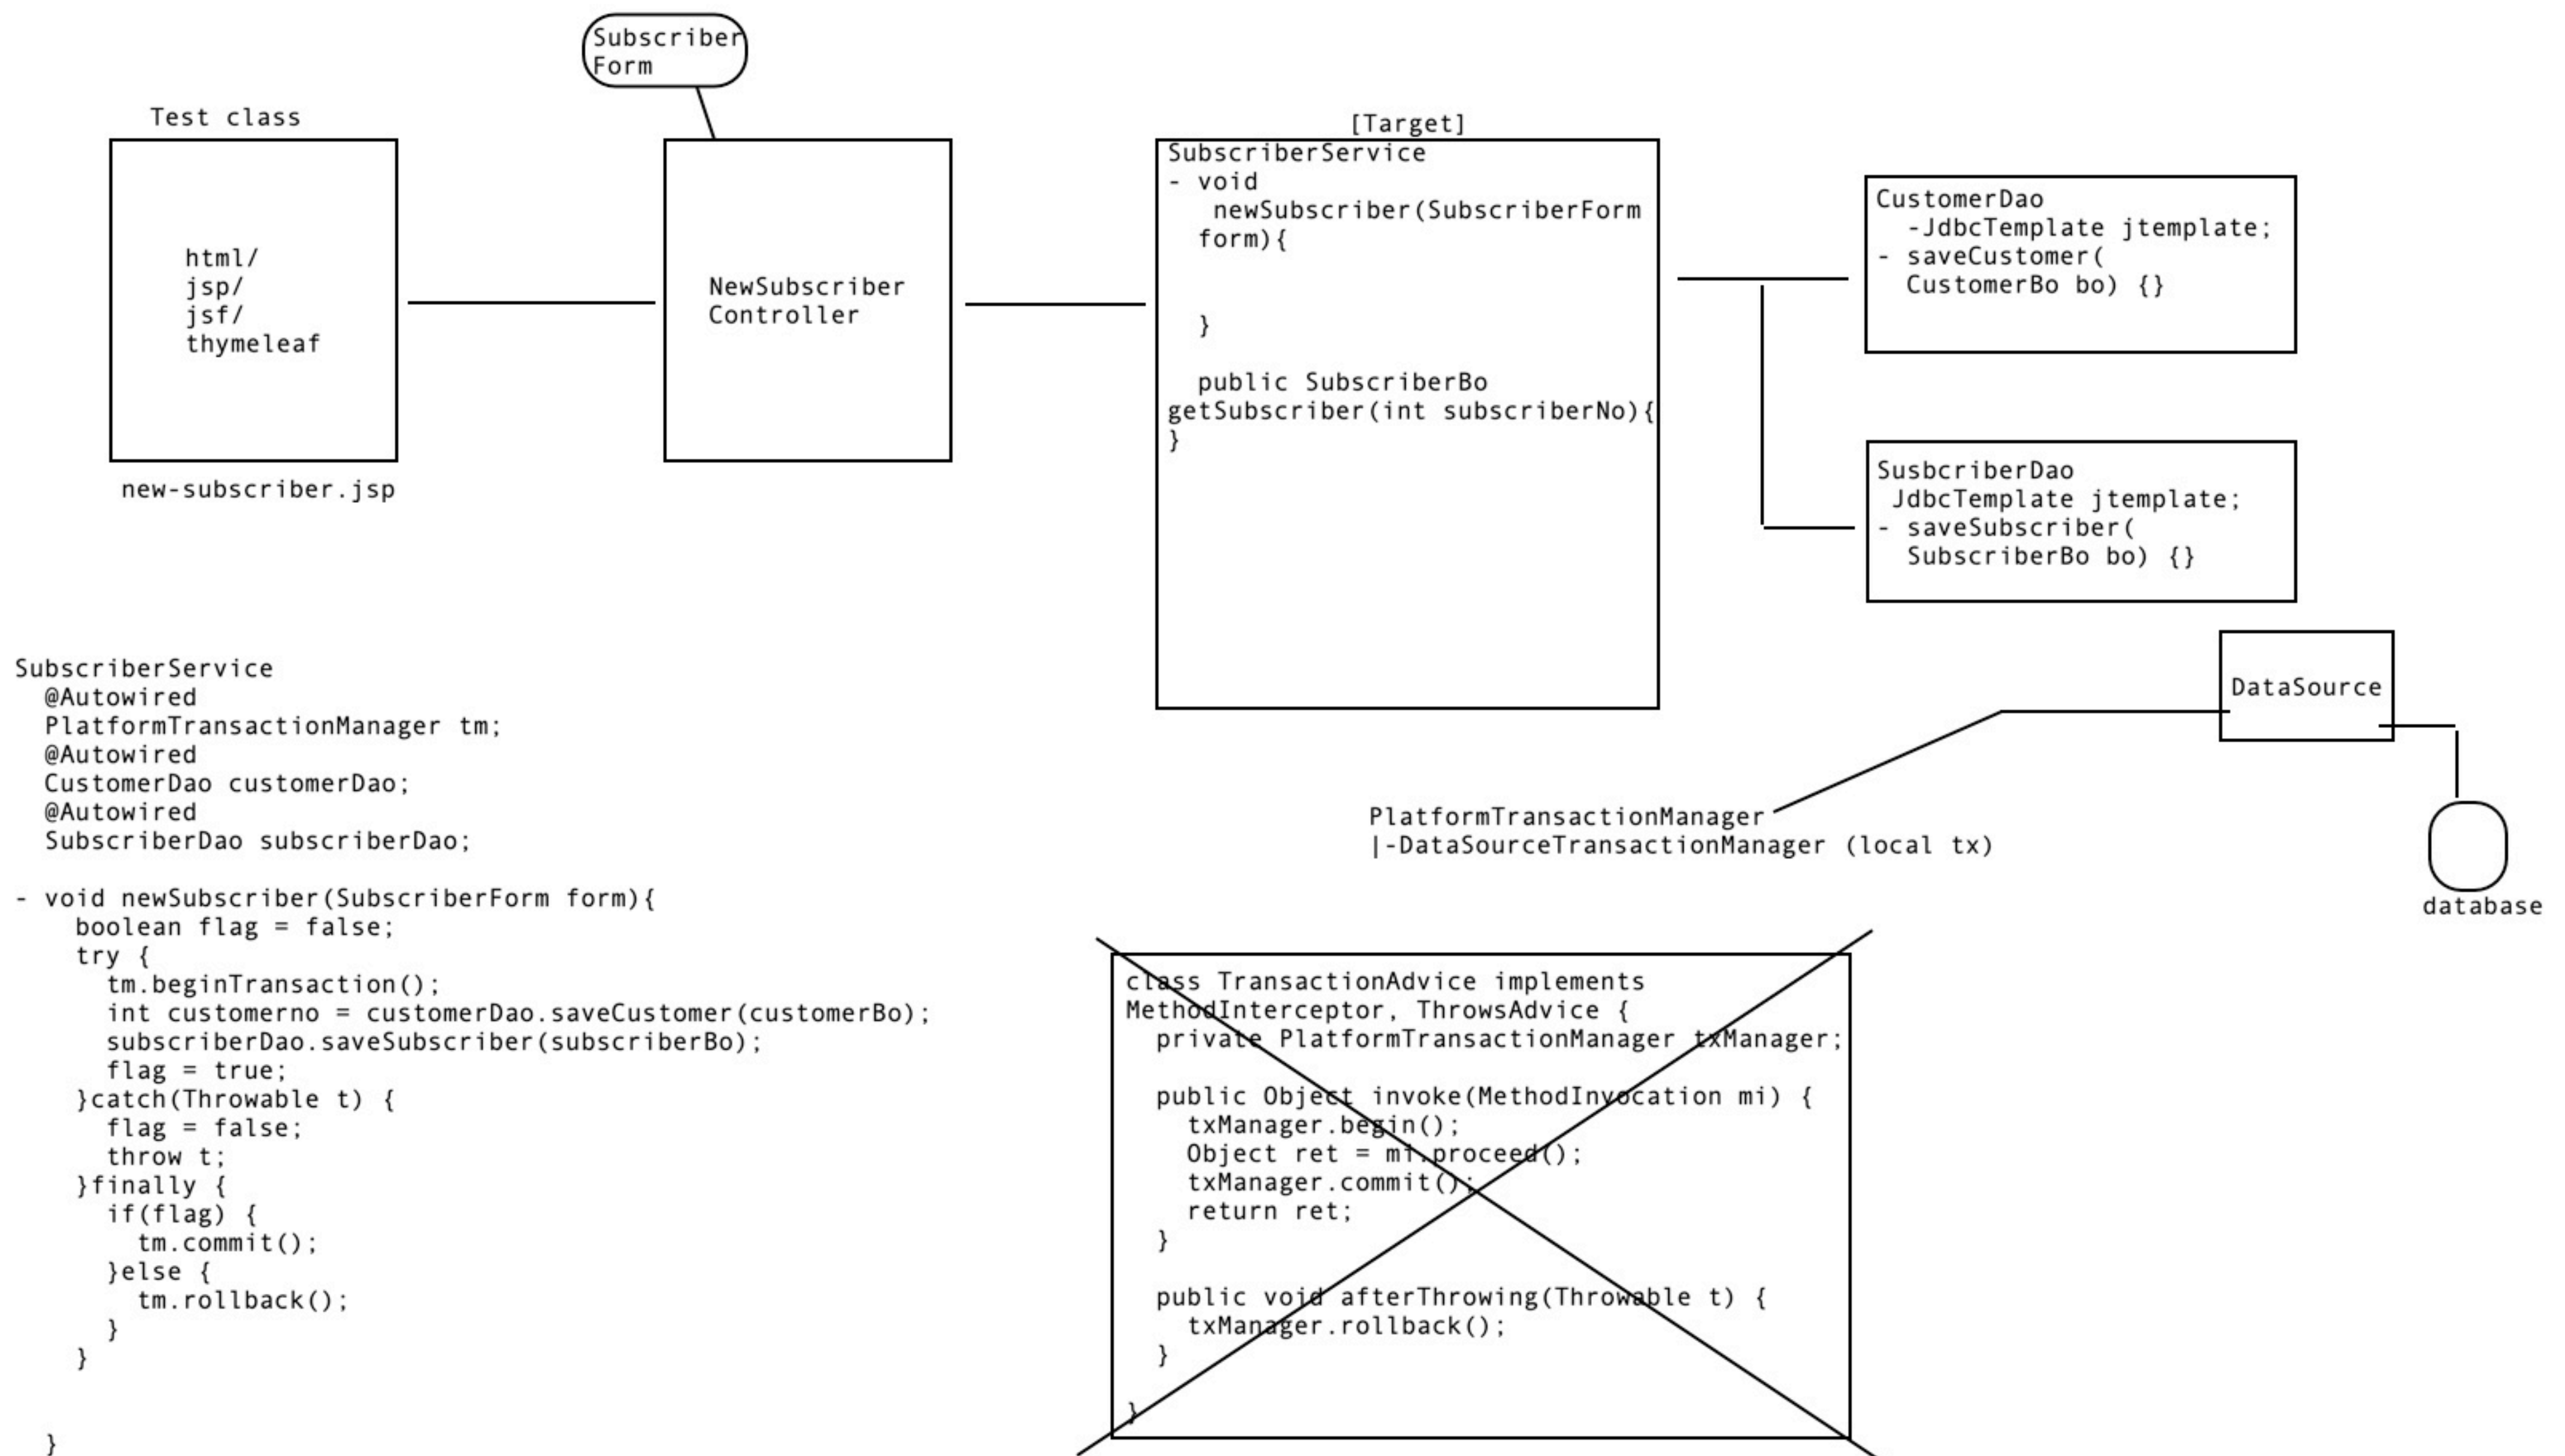 Subscriber
Form
Test class
html/
jsp/
jsf/
thymeleaf
new-subscriber.jsp
NewSubscriber
Controller
[Target]
SubscriberService
- void
newSubscriber(SubscriberForm
form){
}
public SubscriberBo
getSubscriber(int subscriberNo){
}
CustomerDao
-JdbcTemplate jtemplate;
- saveCustomer(
CustomerBo bo) {}
SusbcriberDao
JdbcTemplate jtemplate;
- saveSubscriber(
SubscriberBo bo) {}
DataSource
database
PlatformTransactionManager
|-DataSourceTransactionManager (local tx)
SubscriberService
@Autowired
PlatformTransactionManager tm;
@Autowired
CustomerDao customerDao;
@Autowired
SubscriberDao subscriberDao;
- void newSubscriber(SubscriberForm form){
boolean flag = false;
try {
tm.beginTransaction();
int customerno = customerDao.saveCustomer(customerBo);
subscriberDao.saveSubscriber(subscriberBo);
flag = true;
}catch(Throwable t) {
flag = false;
throw t;
}finally {
if(flag) {
tm.commit();
}else {
tm.rollback();
}
}
}
class TransactionAdvice implements
MethodInterceptor, ThrowsAdvice {
private PlatformTransactionManager txManager;
public Object invoke(MethodInvocation mi) {
txManager.begin();
Object ret = mi.proceed();
txManager.commit();
return ret;
}
public void afterThrowing(Throwable t) {
txManager.rollback();
}
}